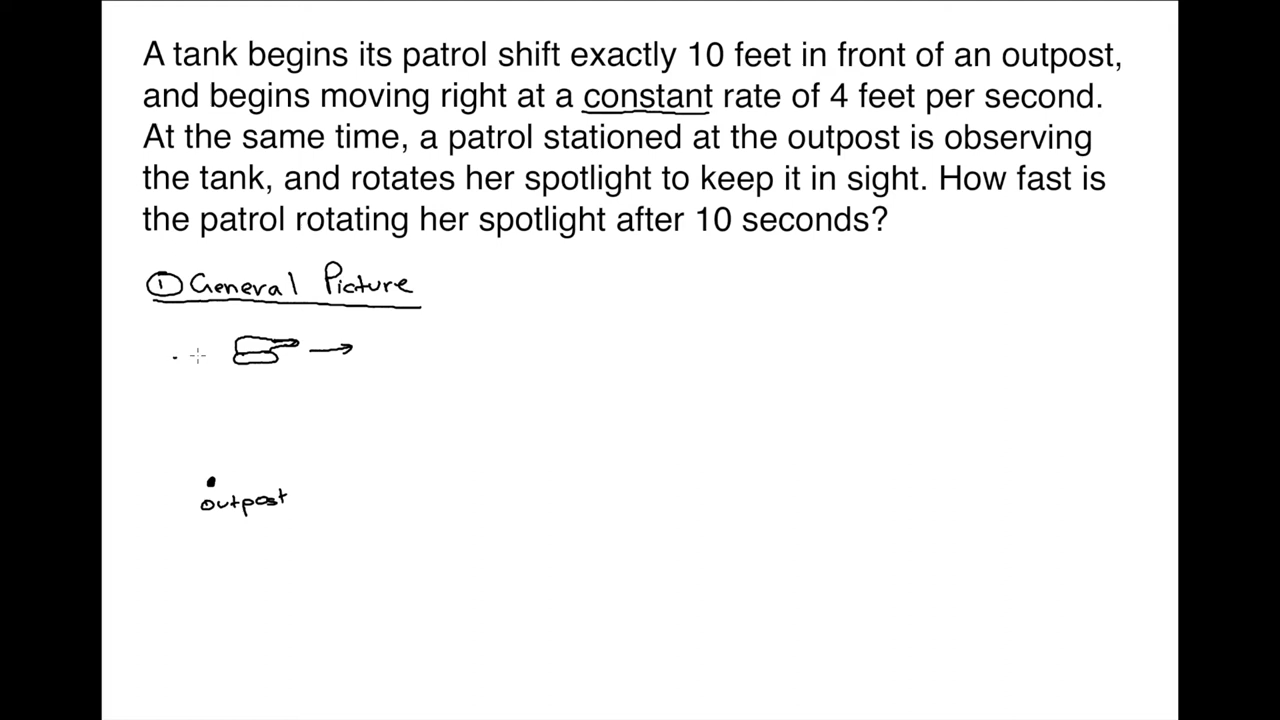 A tank begins its patrol shift exactly 10 feet in front of an outpost,
and begins moving right at a constant rate of 4 feet per second.
At the same time, a patrol stationed at the outpost is observing
the tank, and rotates her spotlight to keep it in sight. How fast is
the patrol rotating her spotlight after 10 seconds?
① General Picture
outpost